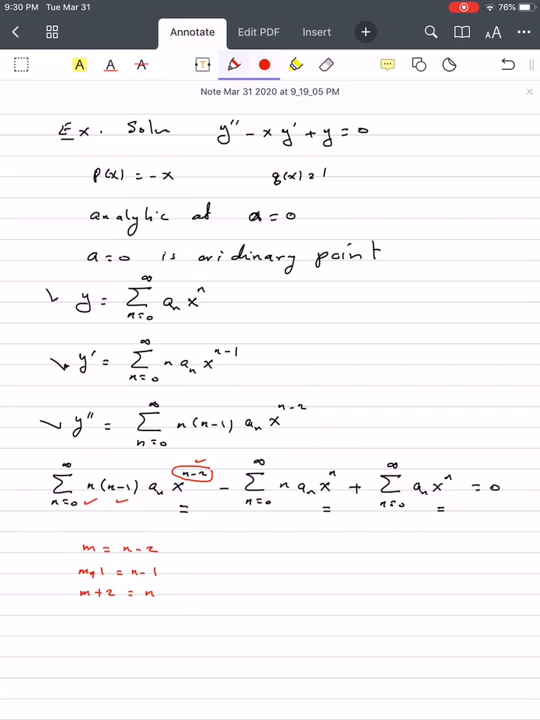 9:30 PM Tue Mar 31 76%
Annotate Edit PDF Insert
Note Mar 31 2020 at 9_19_05 PM
Ex. Soln y'' - x y' + y = 0
p(x) = -x q(x) = 1
analytic at a = 0
a = 0 is oridinary point
y = ∑_{n=0}^{∞} a_n x^n
y' = ∑_{n=0}^{∞} n a_n x^{n-1}
y'' = ∑_{n=0}^{∞} n(n-1) a_n x^{n-2}
∑_{n=0}^{∞} n(n-1) a_n x^{n-2} - ∑_{n=0}^{∞} n a_n x^n + ∑_{n=0}^{∞} a_n x^n = 0
m = n-2
m+1 = n-1
m+2 = n